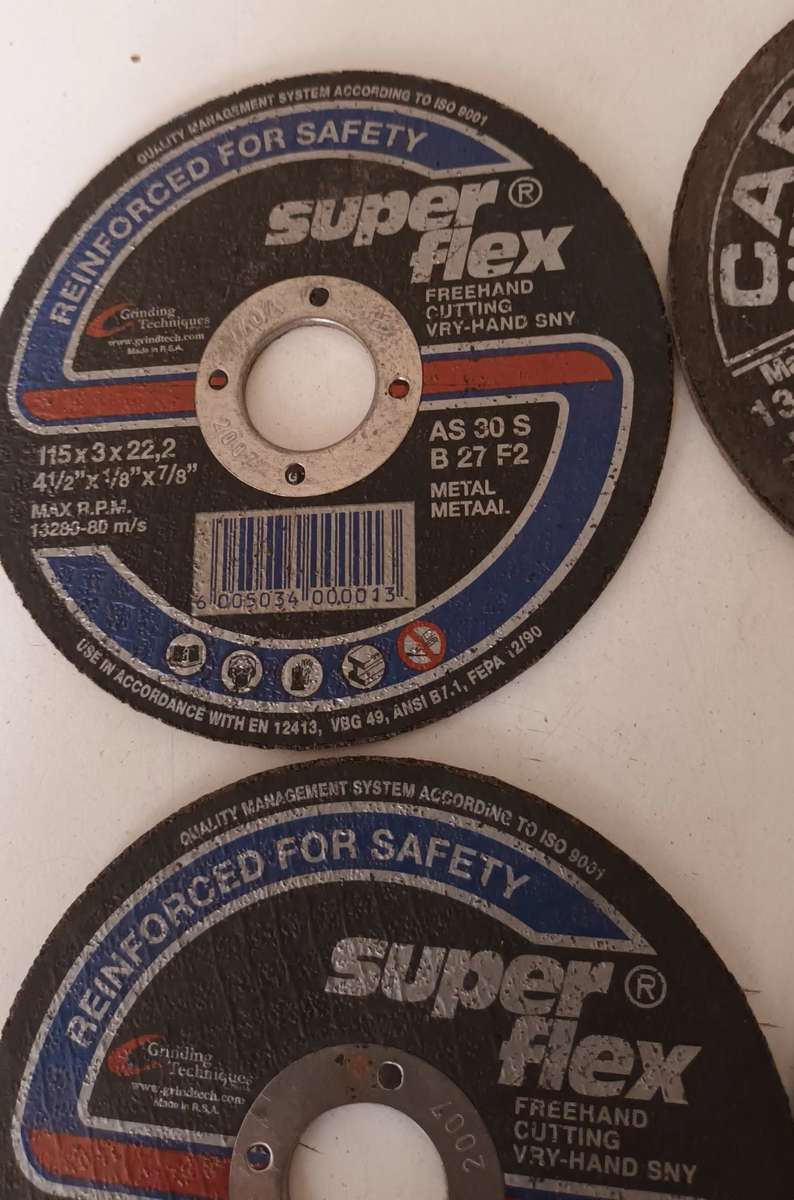 QUALITY MANAGEMENT SYSTEM ACCORDING TO ISO 9001
REINFORCED FOR SAFETY
super ®
flex
FREEHAND
CUTTING
VRY-HAND SNY
Grinding
Techniques
www.grindtech.com
Made in R.S.A.
115 x 3 x 22,2
4 1/2" x 1/8" x 7/8"
MAX R.P.M.
13280-80 m/s
AS 30 S
B 27 F2
METAL
METAAL
6 005034 000013
USE IN ACCORDANCE WITH EN 12413, VBG 49, ANSI B7.1, FEPA 12/90
QUALITY MANAGEMENT SYSTEM ACCORDING TO ISO 9001
REINFORCED FOR SAFETY
super ®
flex
FREEHAND
CUTTING
VRY-HAND SNY
Grinding
Techniques
www.grindtech.com
Made in R.S.A.
2007